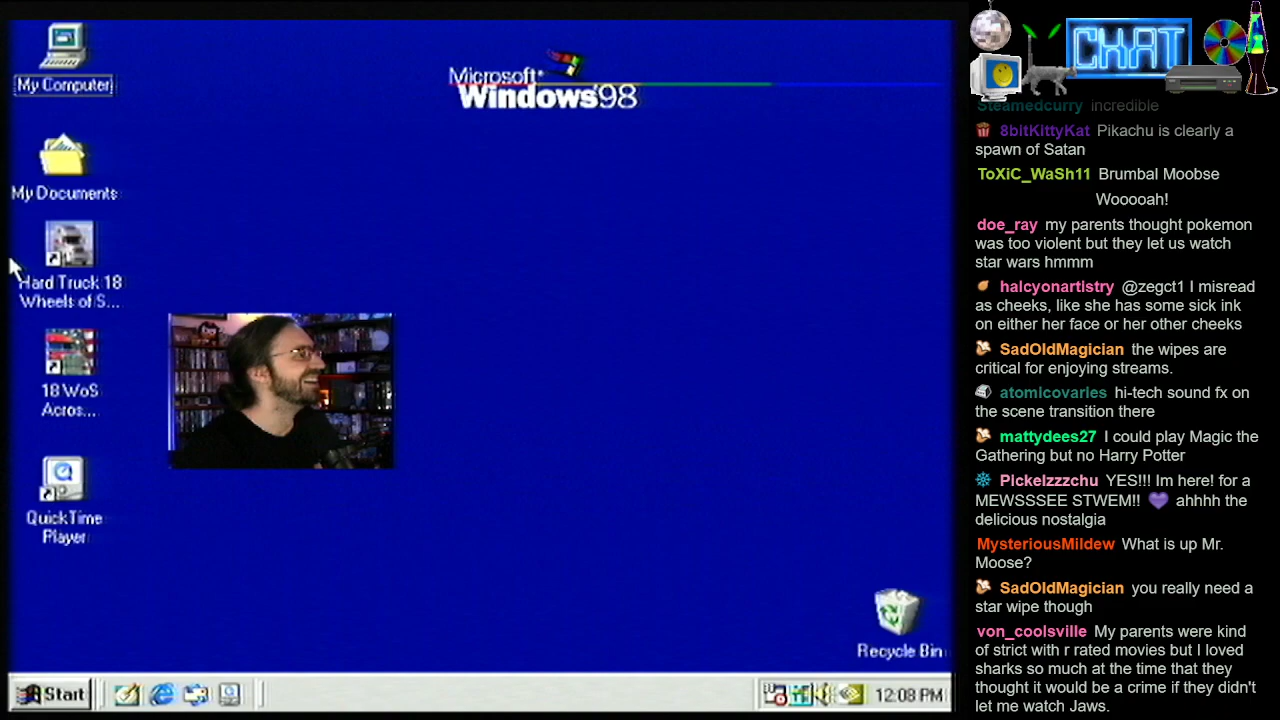 My Computer
My Documents
Hard Truck 18
Wheels of S...
18 WoS
Acros...
QuickTime
Player
Microsoft
Windows 98
Recycle Bin
Start
12:08 PM
CHAT
Steamedcurry incredible
8bitKIttyKat Pikachu is clearly a
spawn of Satan
ToXiC_WaSh11 Brumbal Moobse
Wooooah!
doe_ray my parents thought pokemon
was too violent but they let us watch
star wars hmmm
halcyonartistry @zegct1 I misread
as cheeks, like she has some sick ink
on either her face or her other cheeks
SadOldMagician the wipes are
critical for enjoying streams.
atomicovaries hi-tech sound fx on
the scene transition there
mattydees27 I could play Magic the
Gathering but no Harry Potter
Pickelzzzchu YES!!! Im here! for a
MEWSSSEE STWEM!! ahhhh the
delicious nostalgia
MysteriousMildew What is up Mr.
Moose?
SadOldMagician you really need a
star wipe though
von_coolsville My parents were kind
of strict with r rated movies but I loved
sharks so much at the time that they
thought it would be a crime if they didn't
let me watch Jaws.